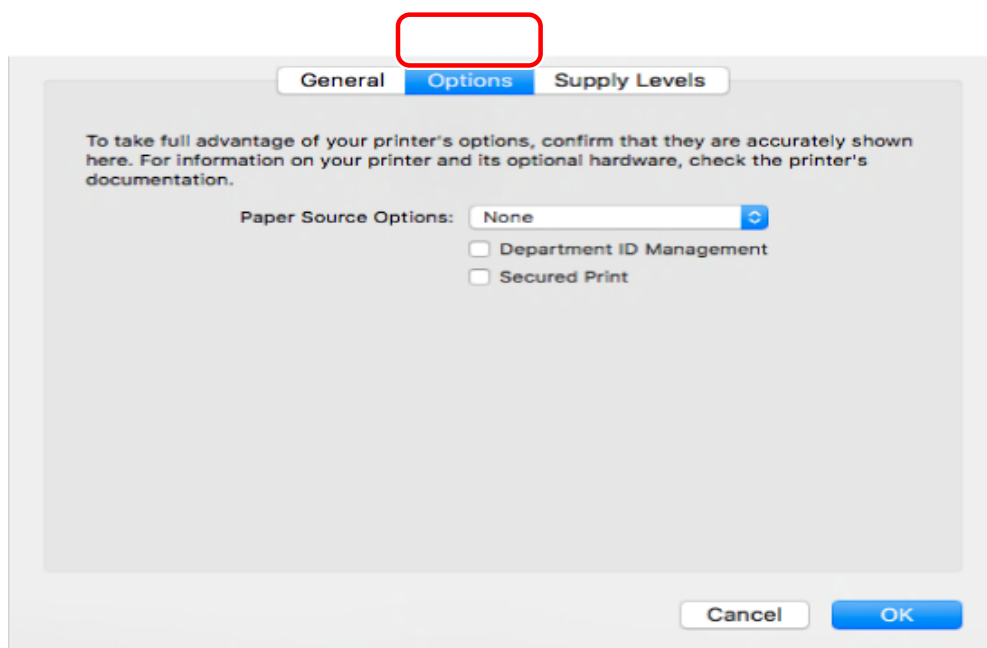 General Options Supply Levels
To take full advantage of your printer's options, confirm that they are accurately shown
here. For information on your printer and its optional hardware, check the printer's
documentation.
Paper Source Options: None
Department ID Management
Secured Print
Cancel OK